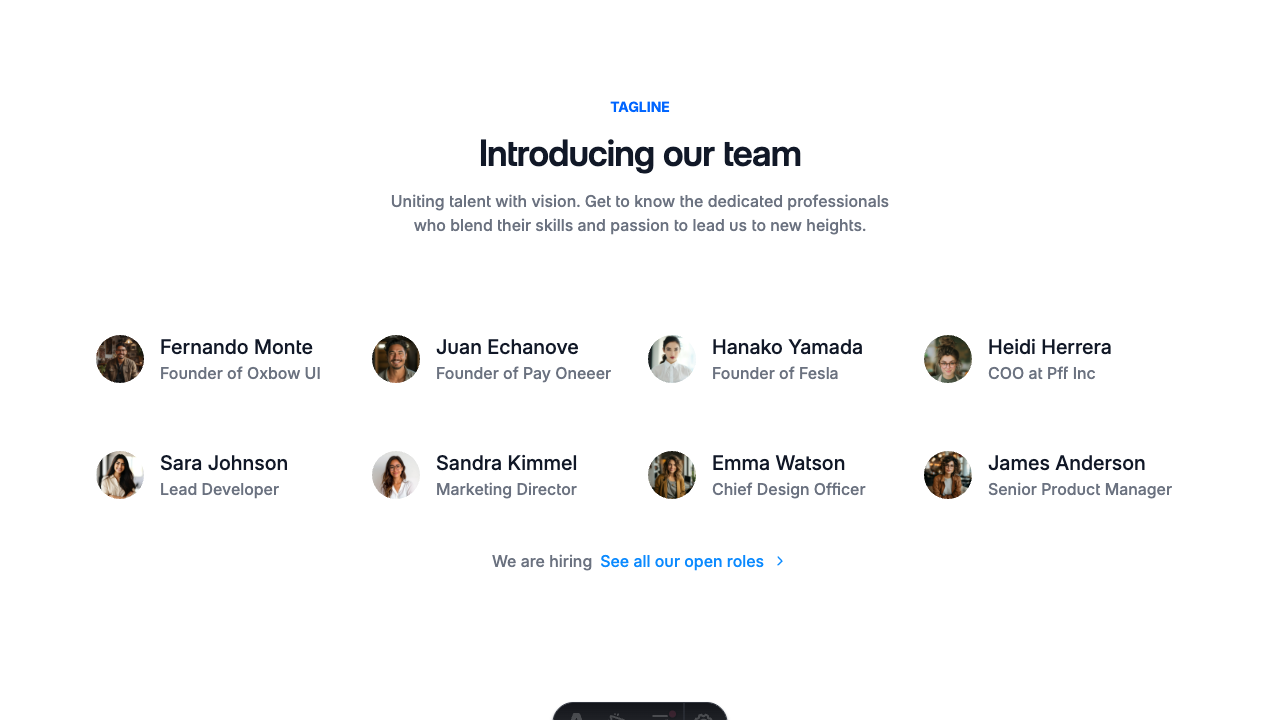 TAGLINE
Introducing our team
Uniting talent with vision. Get to know the dedicated professionals
who blend their skills and passion to lead us to new heights.
Fernando Monte
Founder of Oxbow UI
Juan Echanove
Founder of Pay Oneeer
Hanako Yamada
Founder of Fesla
Heidi Herrera
COO at Pff Inc
Sara Johnson
Lead Developer
Sandra Kimmel
Marketing Director
Emma Watson
Chief Design Officer
James Anderson
Senior Product Manager
We are hiring See all our open roles